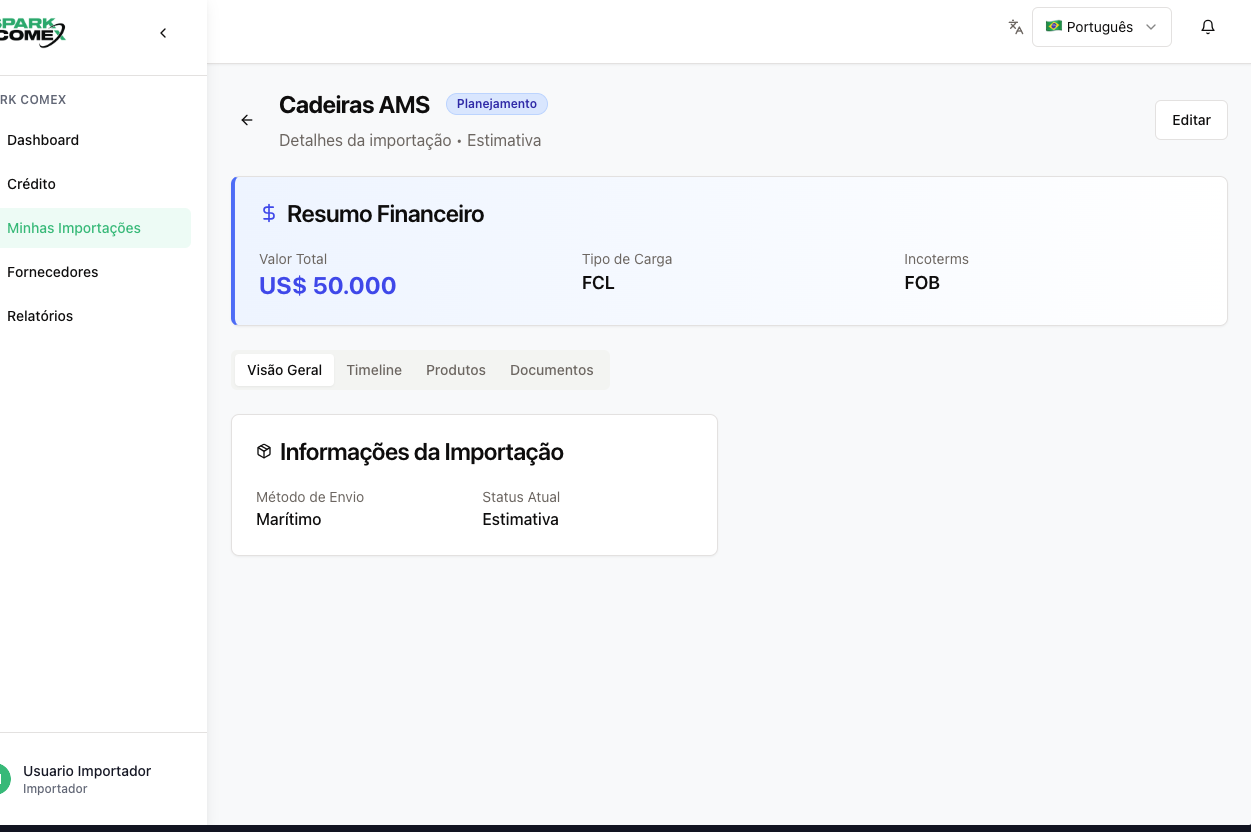 SPARK
COMEX
Português
RK COMEX
Dashboard
Crédito
Minhas Importações
Fornecedores
Relatórios
Cadeiras AMS
Planejamento
Detalhes da importação • Estimativa
Editar
Resumo Financeiro
Valor Total
Tipo de Carga
Incoterms
US$ 50.000
FCL
FOB
Visão Geral
Timeline
Produtos
Documentos
Informações da Importação
Método de Envio
Status Atual
Marítimo
Estimativa
Usuario Importador
Importador